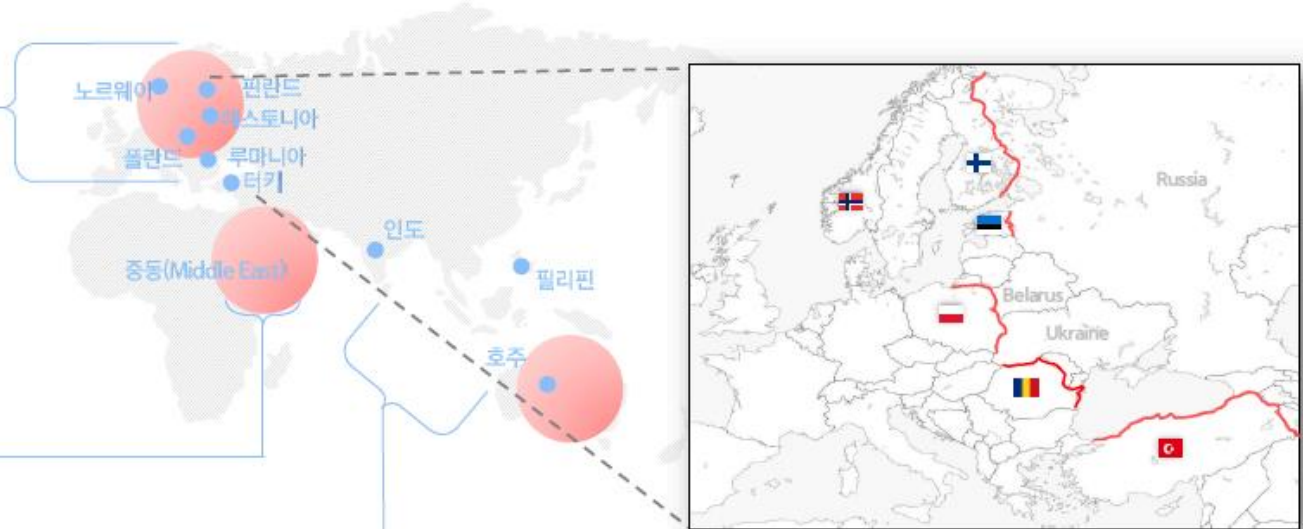 노르웨이
핀란드
에스토니아
폴란드
루마니아
터키
중동(Middle East)
인도
필리핀
호주
Russia
Belarus
Ukraine